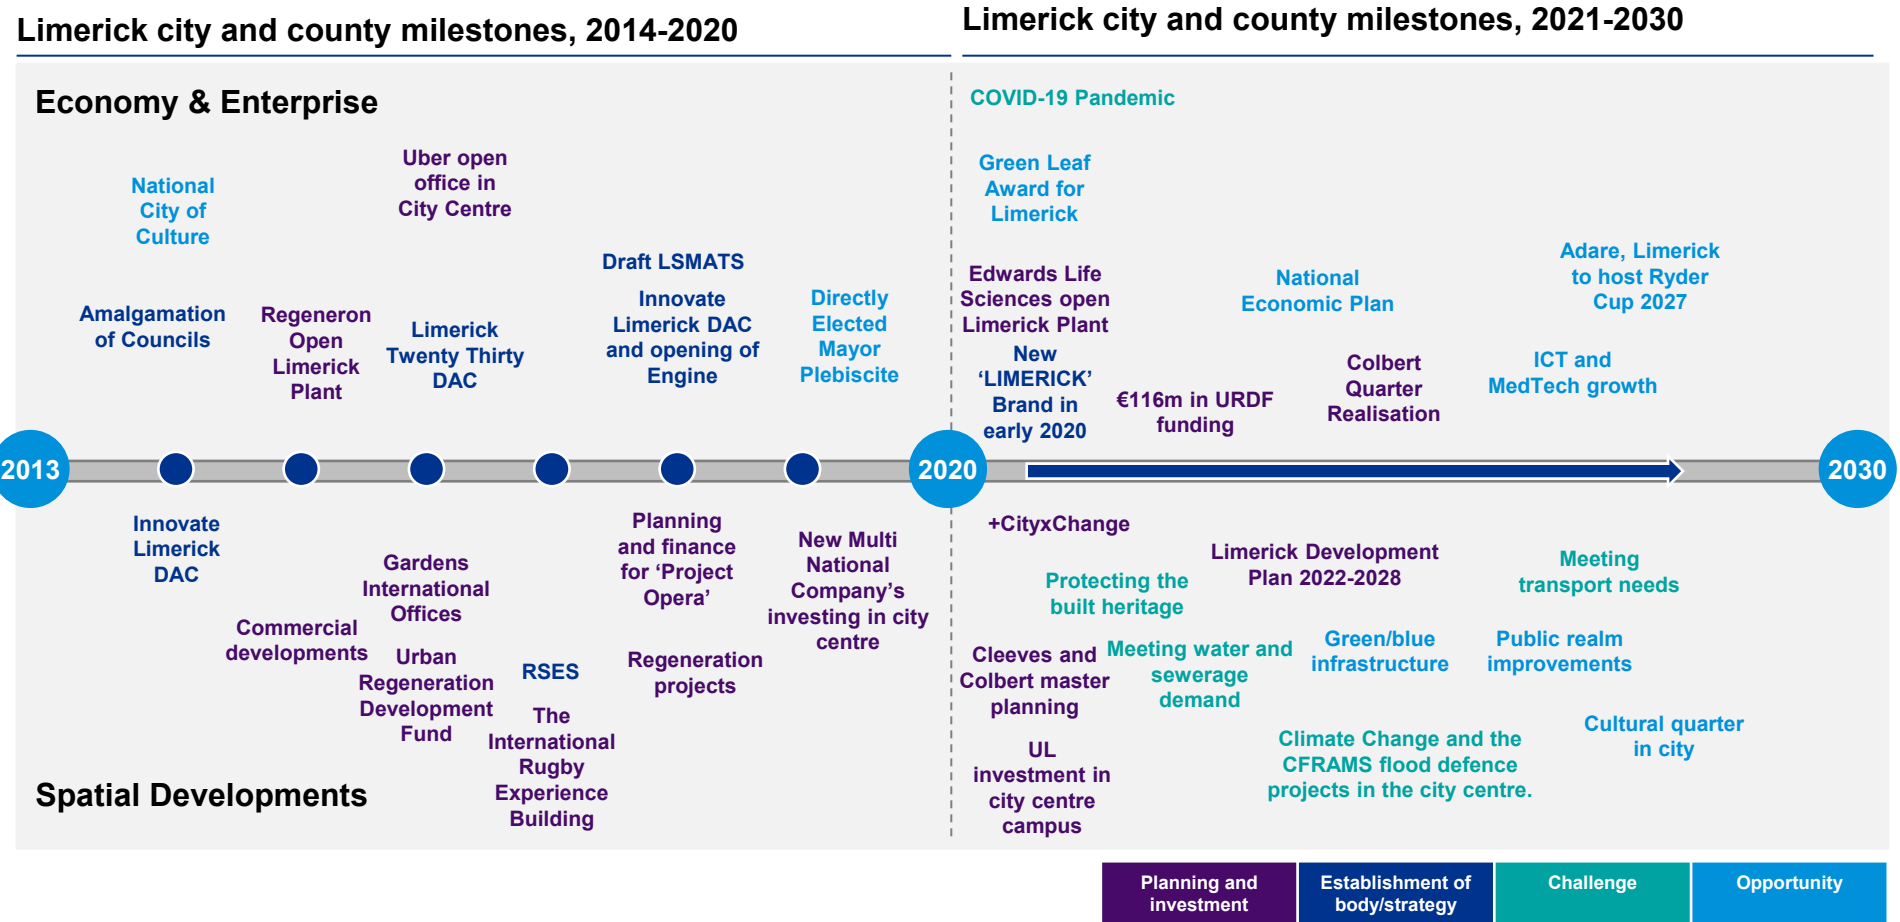 Limerick city and county milestones, 2014-2020
Limerick city and county milestones, 2021-2030
Economy & Enterprise
National
City of
Culture
Amalgamation
of Councils
Regeneron
Open
Limerick
Plant
Uber open
office in
City Centre
Limerick
Twenty Thirty
DAC
Draft LSMATS
Innovate
Limerick DAC
and opening of
Engine
Directly
Elected
Mayor
Plebiscite
COVID-19 Pandemic
Green Leaf
Award for
Limerick
Edwards Life
Sciences open
Limerick Plant
New
‘LIMERICK’
Brand in
early 2020
€116m in URDF
funding
National
Economic Plan
Colbert
Quarter
Realisation
Adare, Limerick
to host Ryder
Cup 2027
ICT and
MedTech growth
2013
2020
2030
Innovate
Limerick
DAC
Commercial
developments
Gardens
International
Offices
Urban
Regeneration
Development
Fund
RSES
The
International
Rugby
Experience
Building
Planning
and finance
for ‘Project
Opera’
Regeneration
projects
New Multi
National
Company’s
investing in city
centre
+CityxChange
Protecting the
built heritage
Cleeves and
Colbert master
planning
UL
investment in
city centre
campus
Limerick Development
Plan 2022-2028
Meeting water and
sewerage
demand
Green/blue
infrastructure
Climate Change and the
CFRAMS flood defence
projects in the city centre.
Meeting
transport needs
Public realm
improvements
Cultural quarter
in city
Spatial Developments
Planning and
investment
Establishment of
body/strategy
Challenge
Opportunity